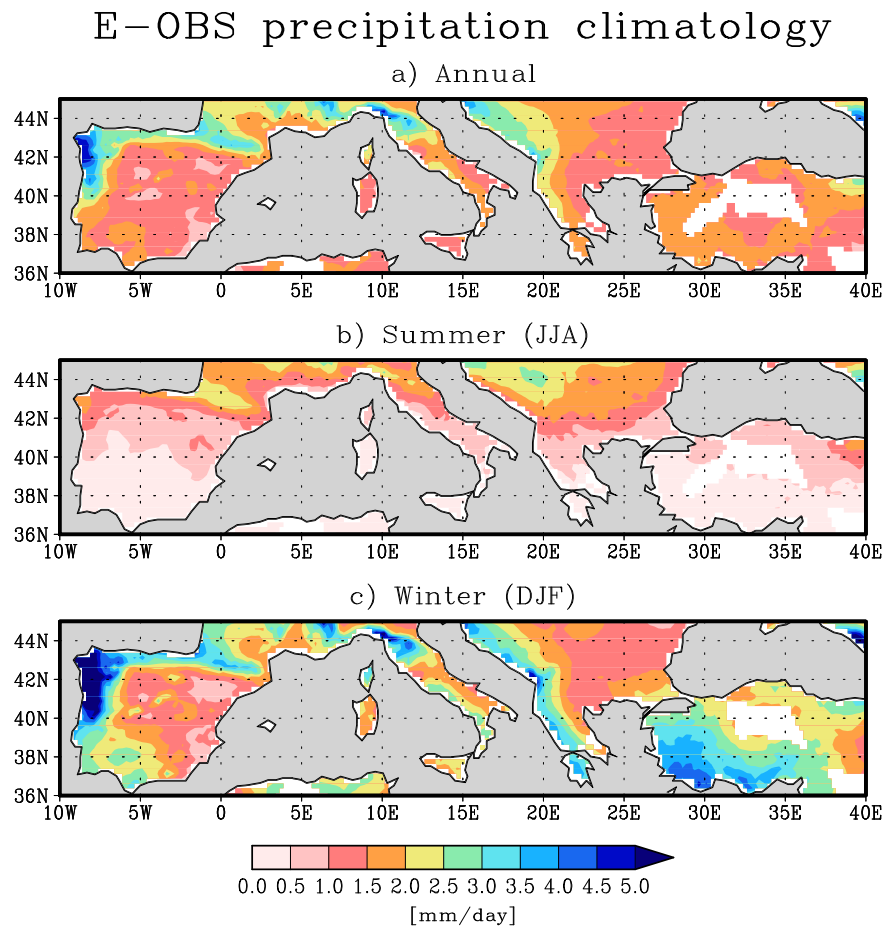 E-OBS precipitation climatology
a) Annual
44N
42N
40N
38N
36N
10W 5W 0 5E 10E 15E 20E 25E 30E 35E 40E
b) Summer (JJA)
44N
42N
40N
38N
36N
10W 5W 0 5E 10E 15E 20E 25E 30E 35E 40E
c) Winter (DJF)
44N
42N
40N
38N
36N
10W 5W 0 5E 10E 15E 20E 25E 30E 35E 40E
0.0 0.5 1.0 1.5 2.0 2.5 3.0 3.5 4.0 4.5 5.0
[mm/day]